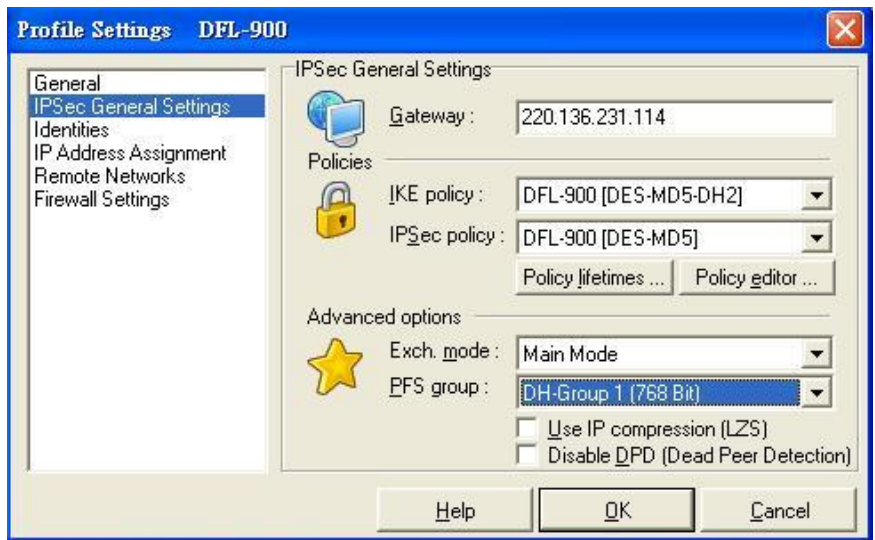 Profile Settings DFL-900
General
IPSec General Settings
Identities
IP Address Assignment
Remote Networks
Firewall Settings
IPSec General Settings
Gateway : 220.136.231.114
Policies
IKE policy : DFL-900 [DES-MD5-DH2]
IPSec policy : DFL-900 [DES-MD5]
Policy lifetimes ... Policy editor ...
Advanced options
Exch. mode : Main Mode
PFS group : DH-Group 1 (768 Bit)
Use IP compression (LZS)
Disable DPD (Dead Peer Detection)
Help OK Cancel